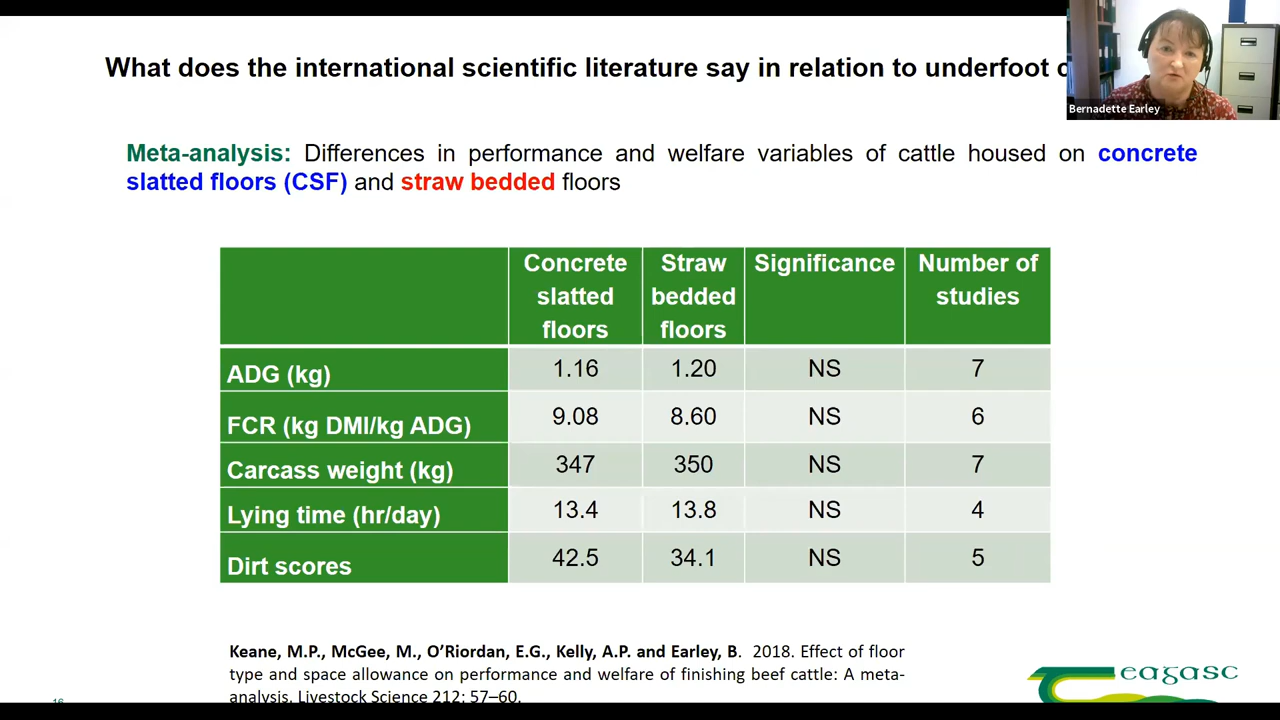 What does the international scientific literature say in relation to underfoot
Bernadette Earley
Meta-analysis: Differences in performance and welfare variables of cattle housed on concrete
slatted floors (CSF) and straw bedded floors
Concrete slatted floors Straw bedded floors Significance Number of studies
ADG (kg) 1.16 1.20 NS 7
FCR (kg DMI/kg ADG) 9.08 8.60 NS 6
Carcass weight (kg) 347 350 NS 7
Lying time (hr/day) 13.4 13.8 NS 4
Dirt scores 42.5 34.1 NS 5
Keane, M.P., McGee, M., O’Riordan, E.G., Kelly, A.P. and Earley, B. 2018. Effect of floor
type and space allowance on performance and welfare of finishing beef cattle: A meta-
analysis. Livestock Science 212; 57–60.
eagasc
16